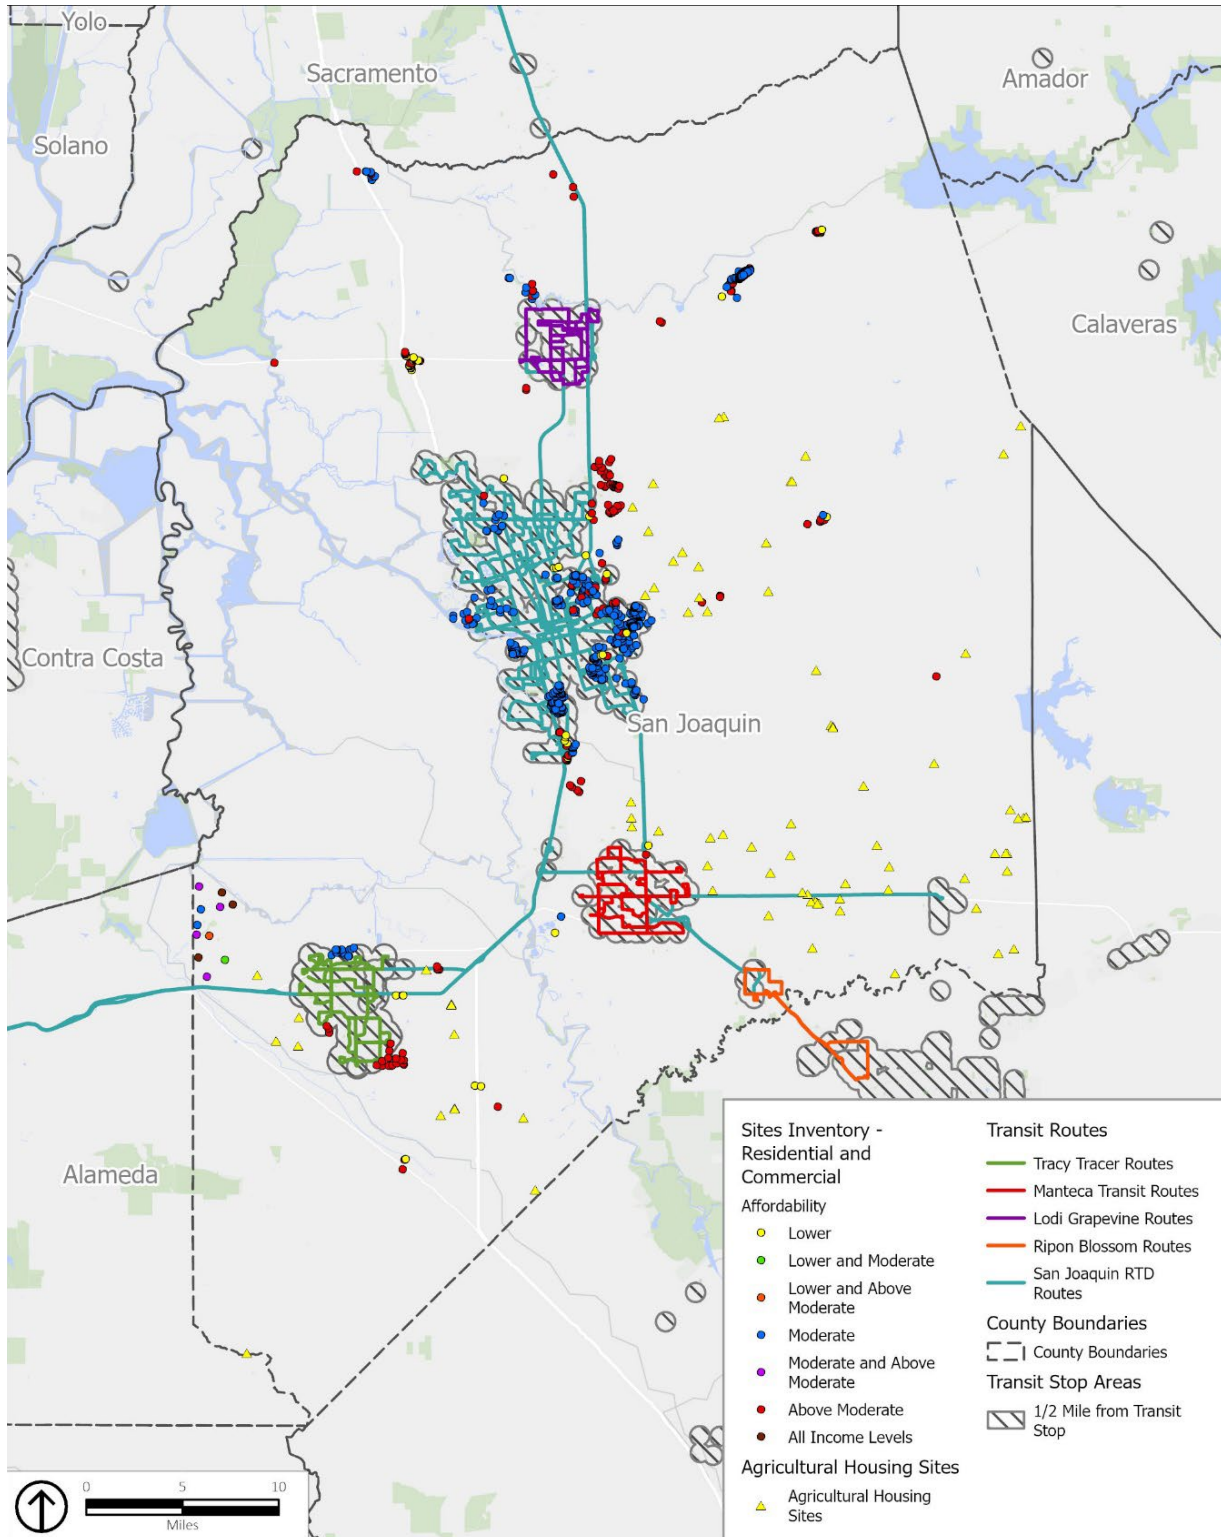 Yolo
Sacramento
Amador
Solano
Calaveras
Contra Costa
San Joaquin
Alameda
Sites Inventory -
Residential and
Commercial
Affordability
Lower
Lower and Moderate
Lower and Above
Moderate
Moderate
Moderate and Above
Moderate
Above Moderate
All Income Levels
Agricultural Housing Sites
Agricultural Housing
Sites
Transit Routes
Tracy Tracer Routes
Manteca Transit Routes
Lodi Grapevine Routes
Ripon Blossom Routes
San Joaquin RTD
Routes
County Boundaries
County Boundaries
Transit Stop Areas
1/2 Mile from Transit
Stop
0 5 10
Miles